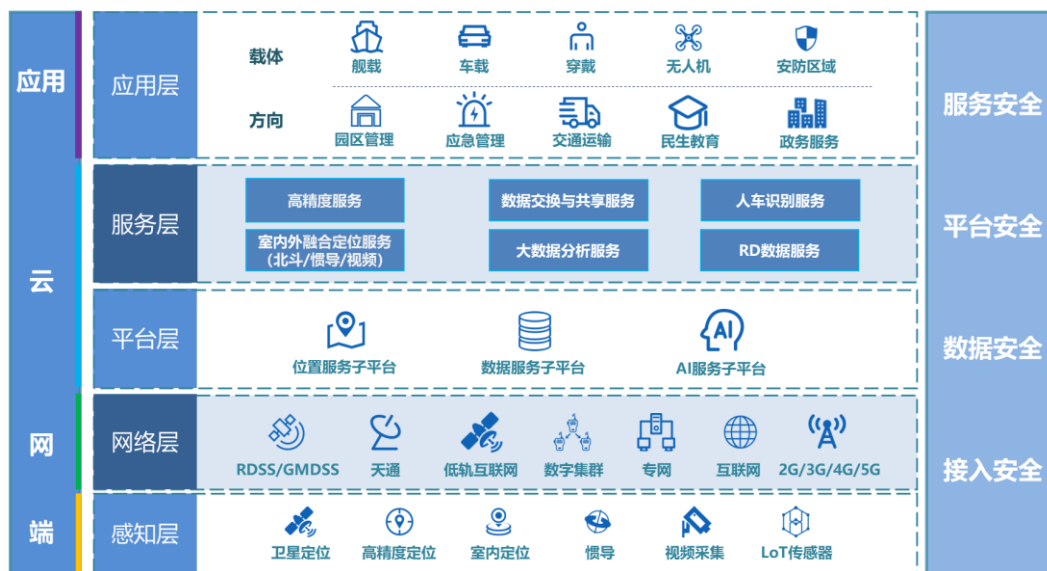 应用
云
网
端
应用层
载体
舰载
车载
穿戴
无人机
安防区域
方向
园区管理
应急管理
交通运输
民生教育
政务服务
服务层
高精度服务
数据交换与共享服务
人车识别服务
室内外融合定位服务
（北斗/惯导/视频）
大数据分析服务
RD数据服务
平台层
位置服务子平台
数据服务子平台
AI
AI服务子平台
网络层
RDSS/GMDSS
天通
低轨互联网
数字集群
专网
互联网
2G/3G/4G/5G
感知层
卫星定位
高精度定位
室内定位
惯导
视频采集
LoT传感器
服务安全
平台安全
数据安全
接入安全